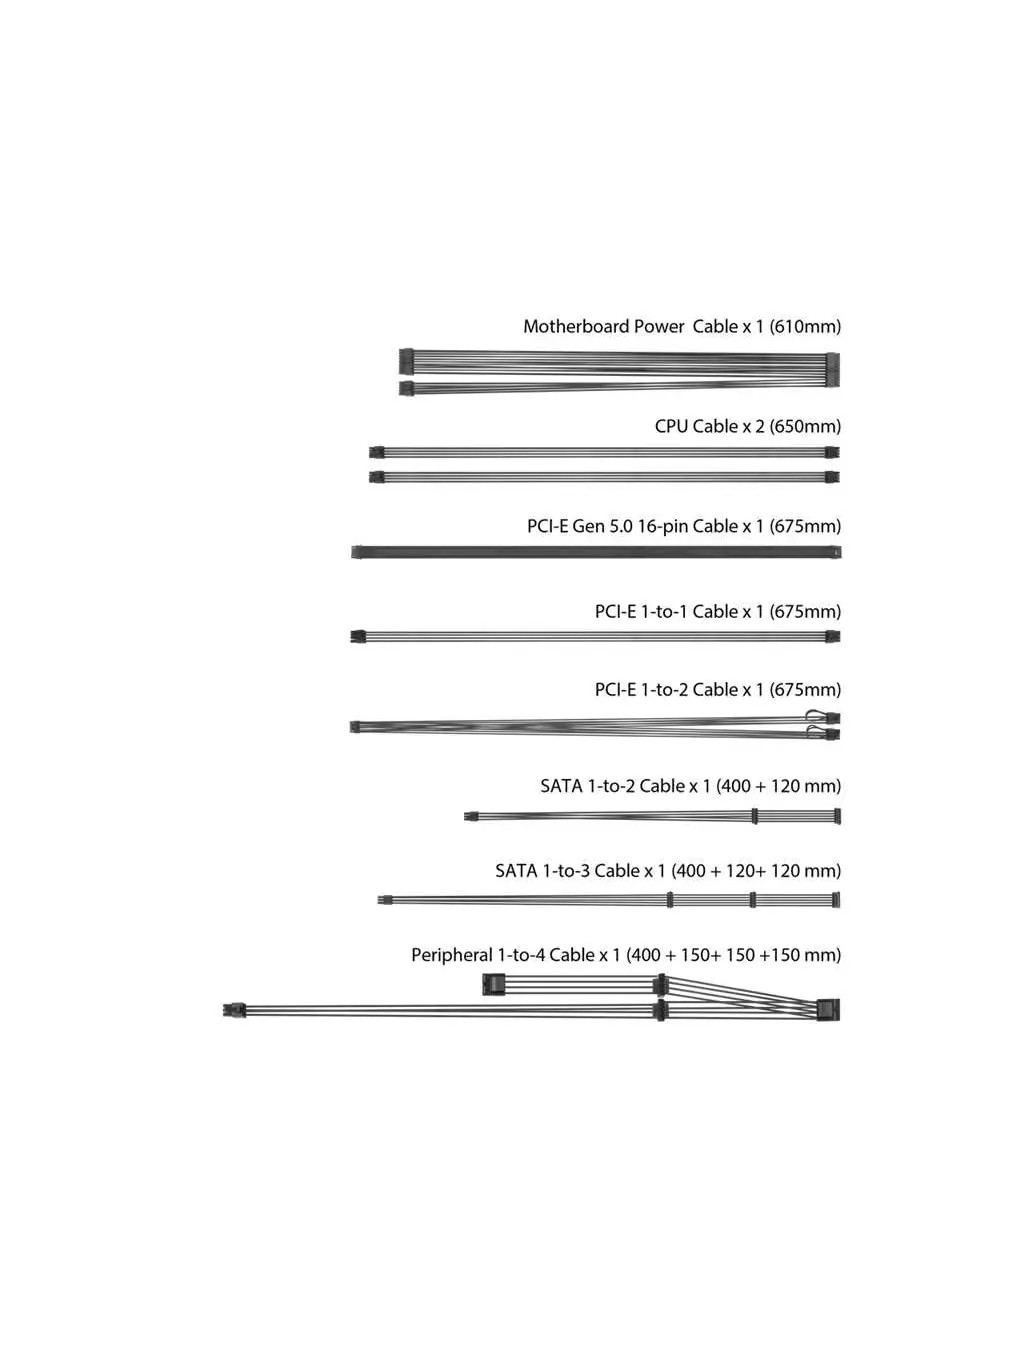 Motherboard Power  Cable x 1 (610mm)
CPU Cable x 2 (650mm)
PCI-E Gen 5.0 16-pin Cable x 1 (675mm)
PCI-E 1-to-1 Cable x 1 (675mm)
PCI-E 1-to-2 Cable x 1 (675mm)
SATA 1-to-2 Cable x 1 (400 + 120 mm)
SATA 1-to-3 Cable x 1 (400 + 120+ 120 mm)
Peripheral 1-to-4 Cable x 1 (400 + 150+ 150 +150 mm)